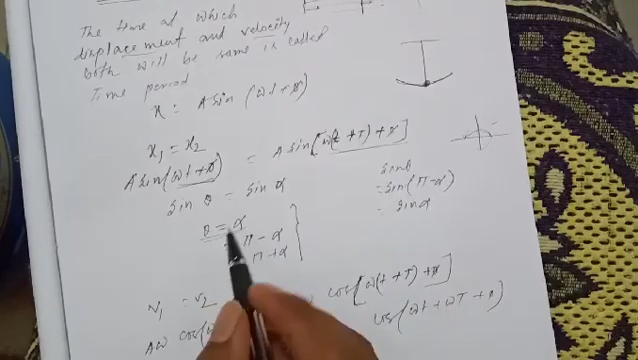 The time at which
displacement and velocity
both will be same is called
Time period
x = A sin (ωt + φ)
x₁ = x₂
A sin(ωt + φ) = A sin[ω(t + T) + φ]
sin θ = sin α
θ = α
π - α
π + α
sin θ
= sin(π - α)
= sin α
v₁ = v₂
Aω cos(ω cos[ω(t + T) + φ]
cos(ωt + ωT + φ)